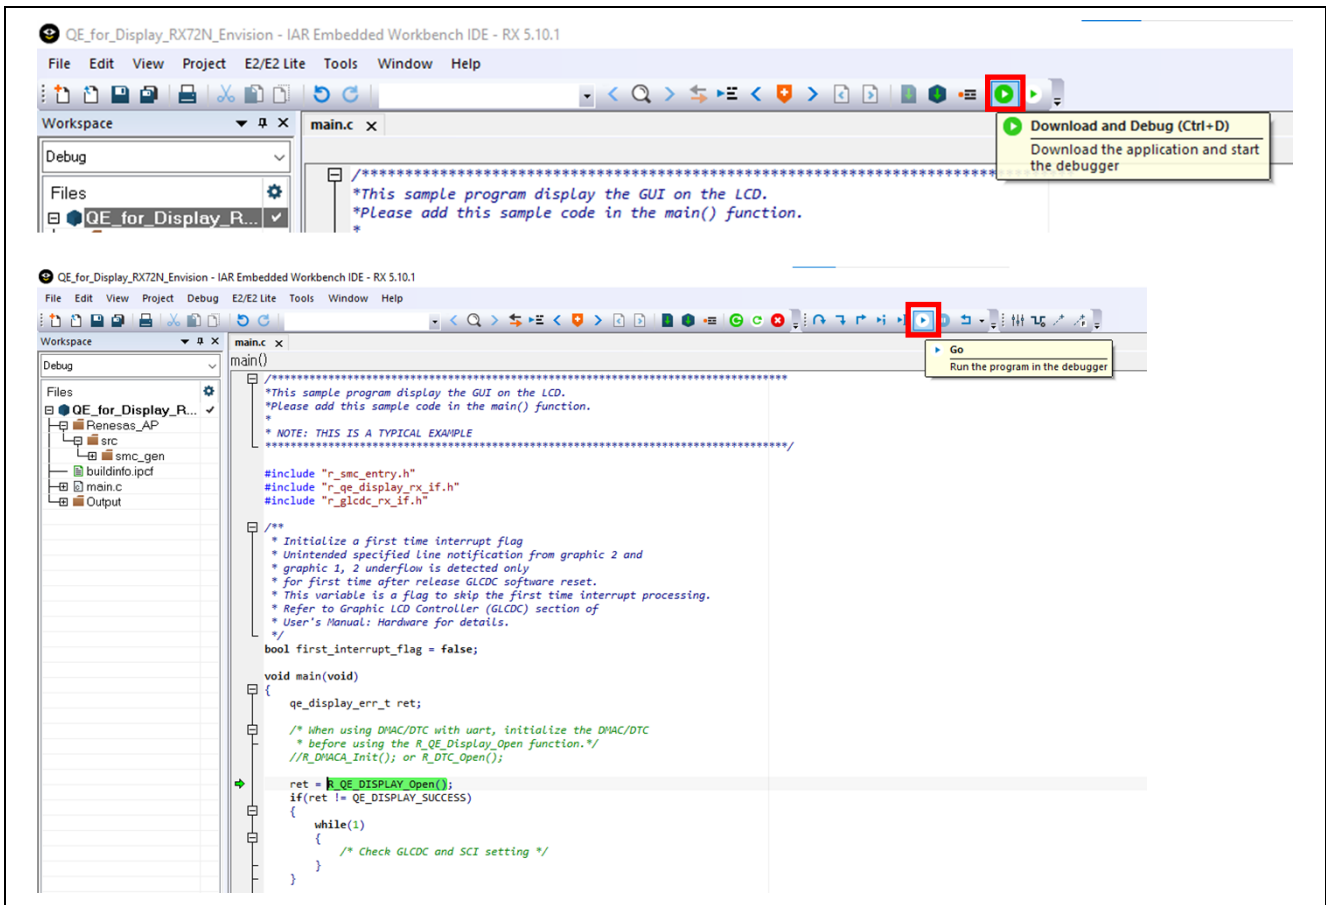 QE_for_Display_RX72N_Envision - IAR Embedded Workbench IDE - RX 5.10.1
File Edit View Project E2/E2 Lite Tools Window Help
Workspace
main.c
Download and Debug (Ctrl+D)
Download the application and start
the debugger
Debug
Files
QE_for_Display_R...
/*****************************************************************************
*This sample program display the GUI on the LCD.
*Please add this sample code in the main() function.
*
QE_for_Display_RX72N_Envision - IAR Embedded Workbench IDE - RX 5.10.1
File Edit View Project Debug E2/E2 Lite Tools Window Help
Workspace
main.c
Go
Run the program in the debugger
Debug
main()
Files
QE_for_Display_R...
Renesas_AP
src
smc_gen
buildinfo.ipcf
main.c
Output
/**********************************************************************************
*This sample program display the GUI on the LCD.
*Please add this sample code in the main() function.
*
* NOTE: THIS IS A TYPICAL EXAMPLE
***********************************************************************************/
#include "r_smc_entry.h"
#include "r_qe_display_rx_if.h"
#include "r_glcdc_rx_if.h"
/**
* Initialize a first time interrupt flag
* Unintended specified line notification from graphic 2 and
* graphic 1, 2 underflow is detected only
* for first time after release GLCDC software reset.
* This variable is a flag to skip the first time interrupt processing.
* Refer to Graphic LCD Controller (GLCDC) section of
* User's Manual: Hardware for details.
*/
bool first_interrupt_flag = false;
void main(void)
{
qe_display_err_t ret;
/* When using DMAC/DTC with uart, initialize the DMAC/DTC
* before using the R_QE_Display_Open function.*/
//R_DMACA_Init(); or R_DTC_Open();
ret = R_QE_DISPLAY_Open();
if(ret != QE_DISPLAY_SUCCESS)
{
while(1)
{
/* Check GLCDC and SCI setting */
}
}